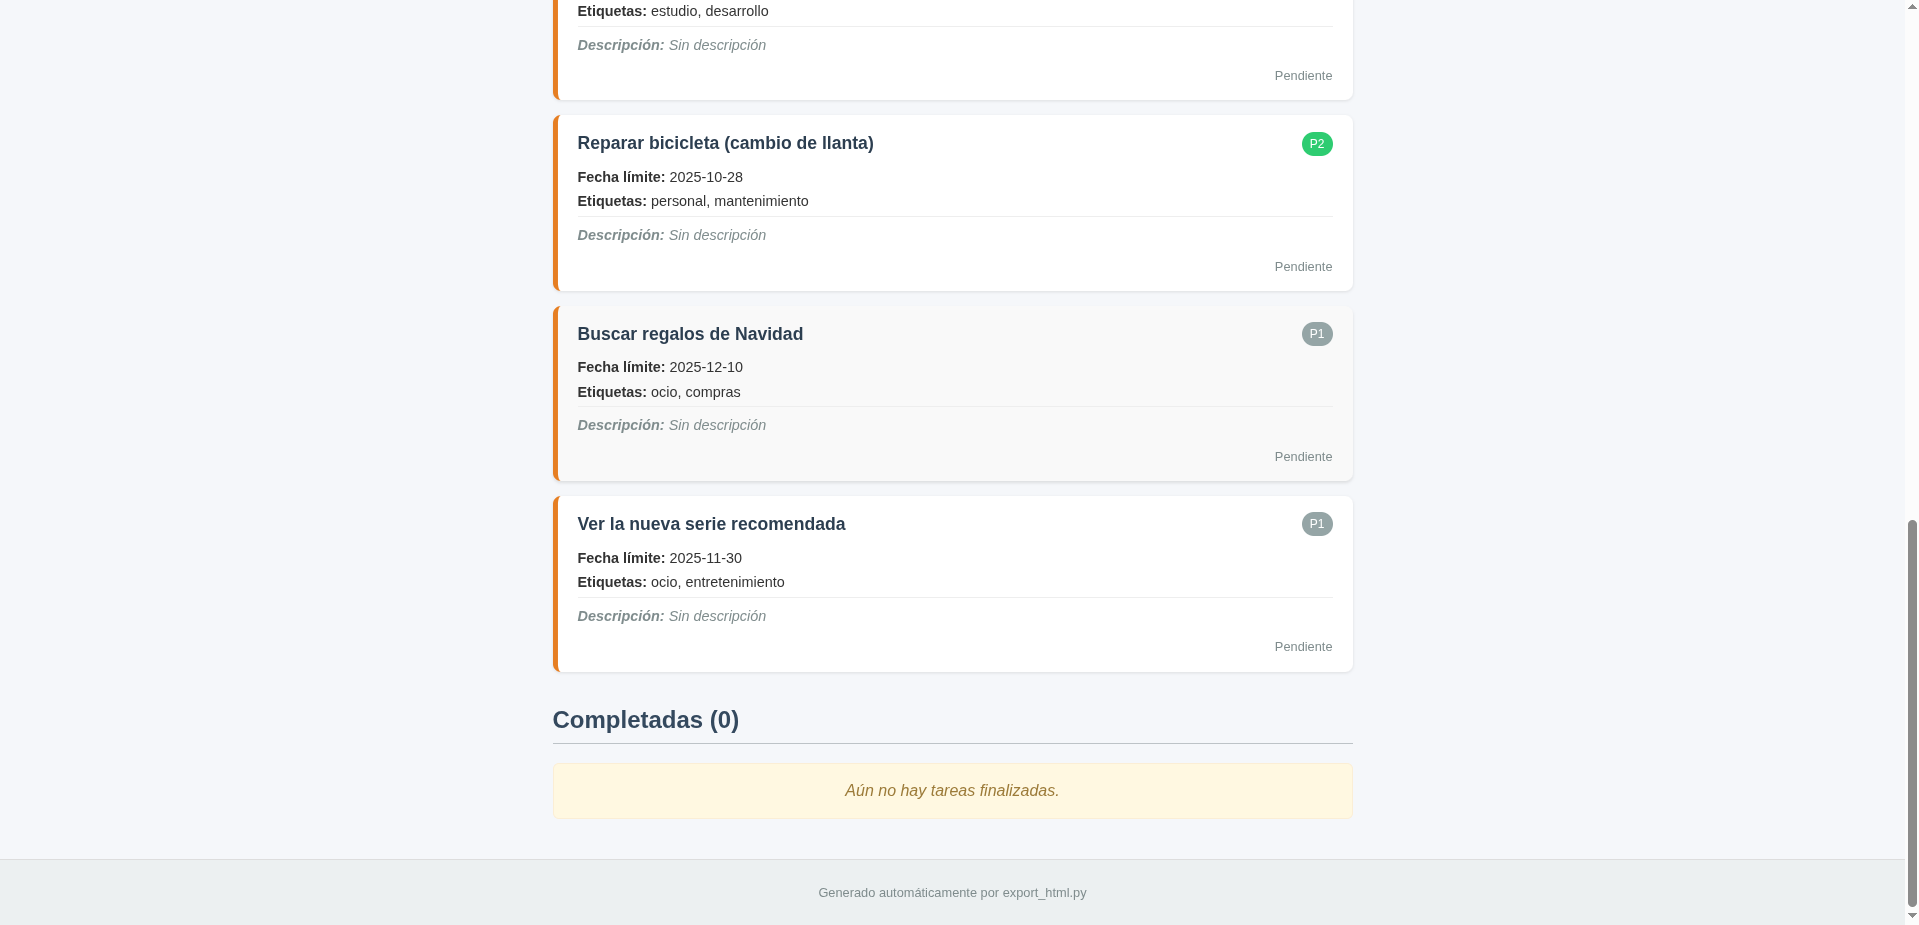 Etiquetas: estudio, desarrollo
Descripción: Sin descripción
Pendiente
Reparar bicicleta (cambio de llanta)
P2
Fecha límite: 2025-10-28
Etiquetas: personal, mantenimiento
Descripción: Sin descripción
Pendiente
Buscar regalos de Navidad
P1
Fecha límite: 2025-12-10
Etiquetas: ocio, compras
Descripción: Sin descripción
Pendiente
Ver la nueva serie recomendada
P1
Fecha límite: 2025-11-30
Etiquetas: ocio, entretenimiento
Descripción: Sin descripción
Pendiente
Completadas (0)
Aún no hay tareas finalizadas.
Generado automáticamente por export_html.py